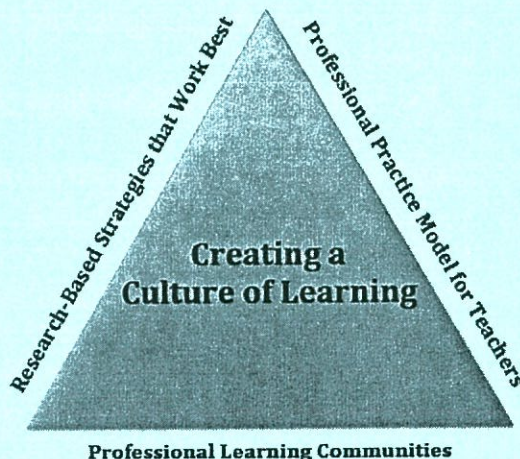 Research-Based Strategies that Work Best
Professional Practice Model for Teachers
Creating a
Culture of Learning
Professional Learning Communities